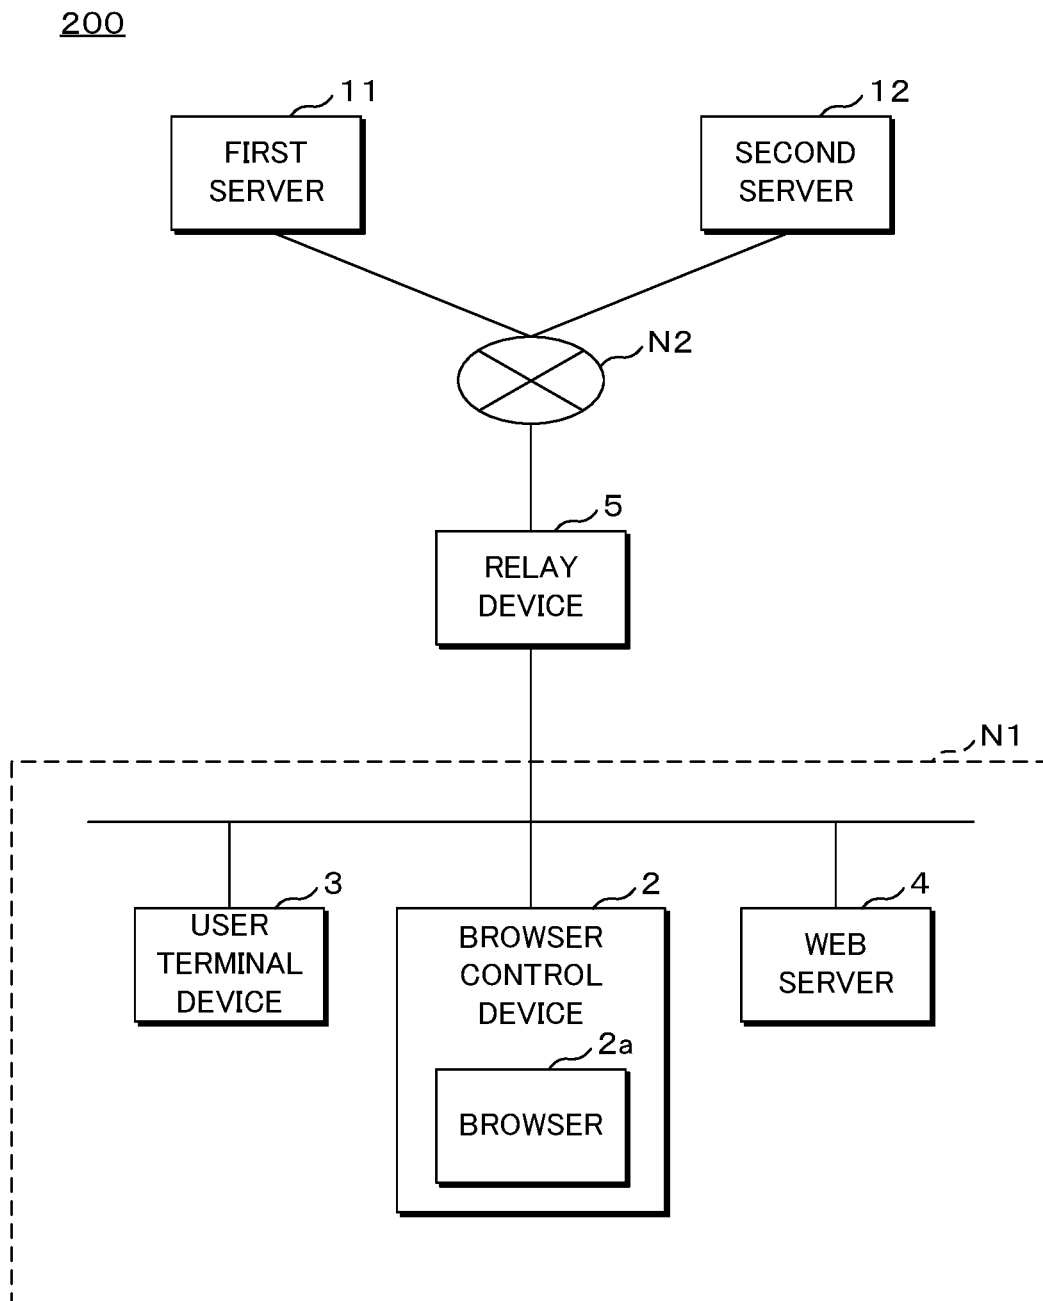 200
11
FIRST
SERVER
12
SECOND
SERVER
N2
5
RELAY
DEVICE
N1
3
USER
TERMINAL
DEVICE
2
BROWSER
CONTROL
DEVICE
2a
BROWSER
4
WEB
SERVER